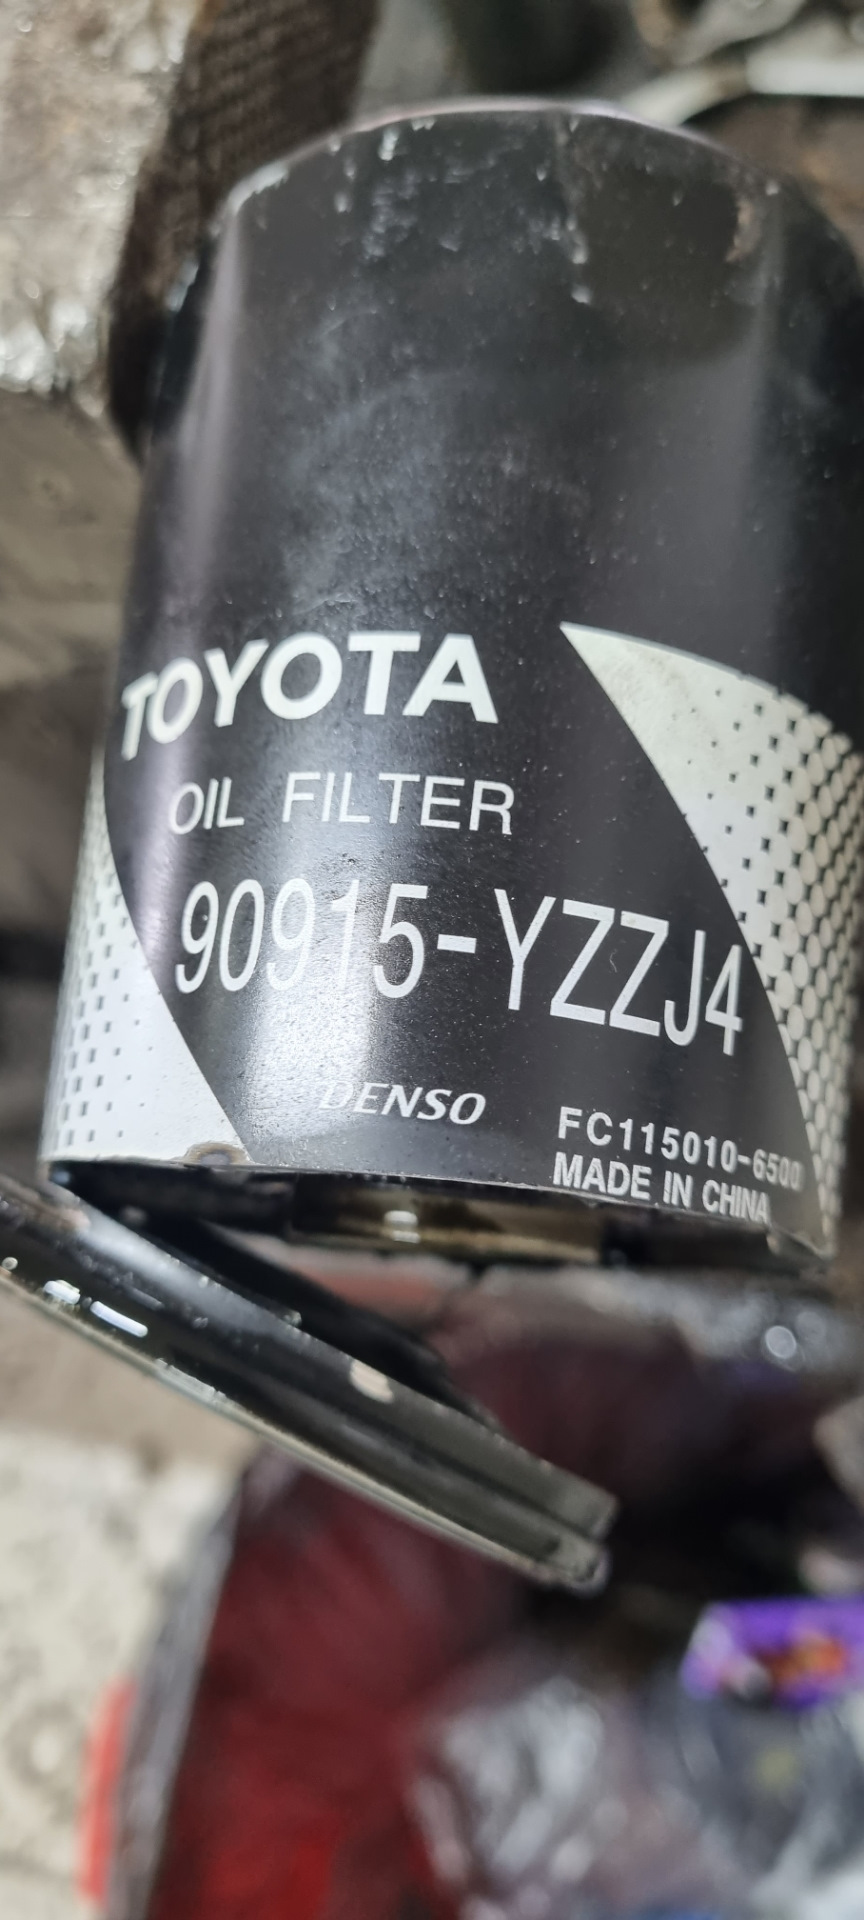 TOYOTA
OIL FILTER
90915-YZZJ4
DENSO
FC115010-6500
MADE IN CHINA